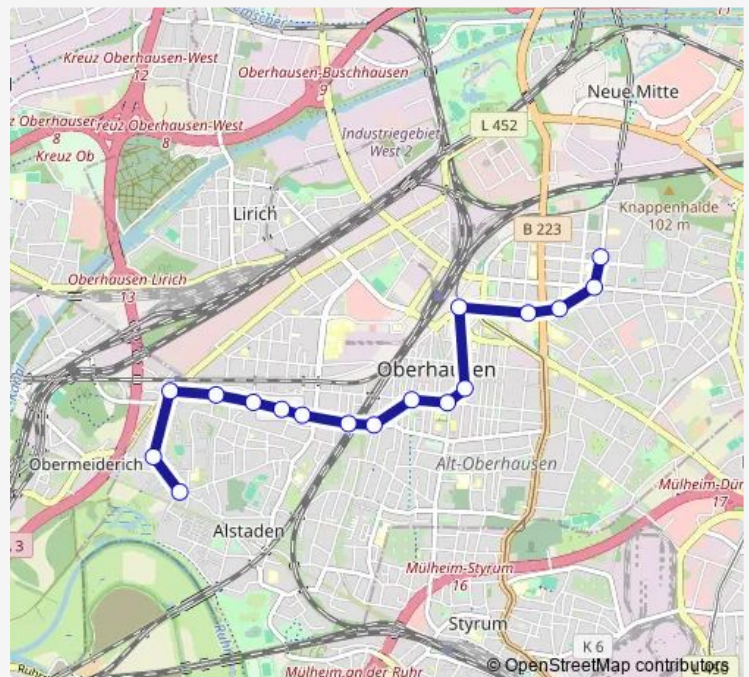 Kreuz Oberhausen-West
12
Oberhausen-Buschhausen
9
Neue Mitte
8
reuz Oberhausen-West
8
Kreuz Ob
L 452
Industriegebiet
West 2
Lirich
Knappenhalde
102 m
B 223
Oberhausen-Lirich
13
Oberhausen
Obermeiderich
Alt-Oberhausen
Mülheim-Dür
17
Alstaden
3
Mülheim-Styrum
16
Styrum
Ruhr
K 6
Mülheim an der Ruhr
© OpenStreetMap contributors